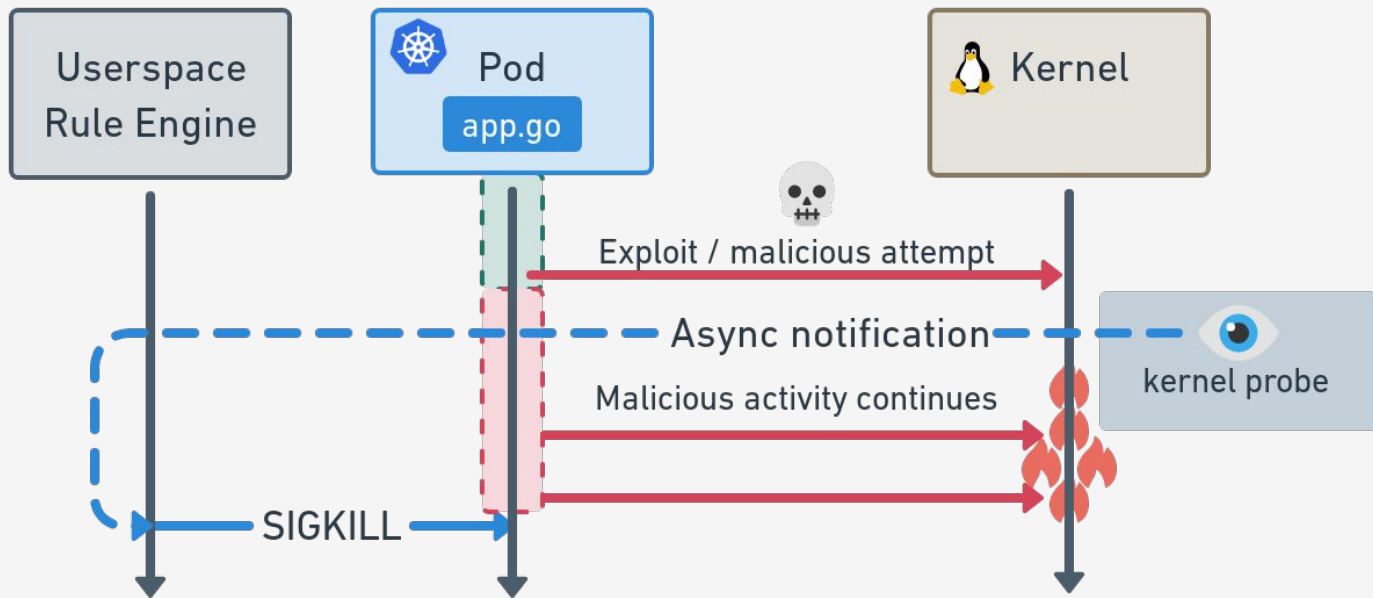 Userspace
Rule Engine
Pod
app.go
Kernel
Exploit / malicious attempt
Async notification
kernel probe
Malicious activity continues
SIGKILL